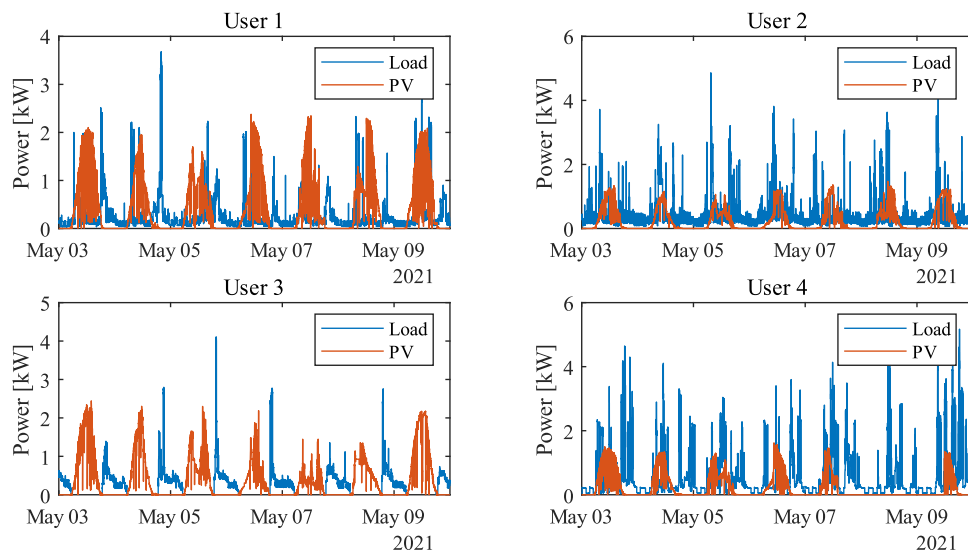 User 1
Power [kW]
4
3
2
1
0
Load
PV
May 03
May 05
May 07
May 09
2021
User 2
Power [kW]
6
4
2
0
Load
PV
May 03
May 05
May 07
May 09
2021
User 3
Power [kW]
5
4
3
2
1
0
Load
PV
May 03
May 05
May 07
May 09
2021
User 4
Power [kW]
6
4
2
0
Load
PV
May 03
May 05
May 07
May 09
2021